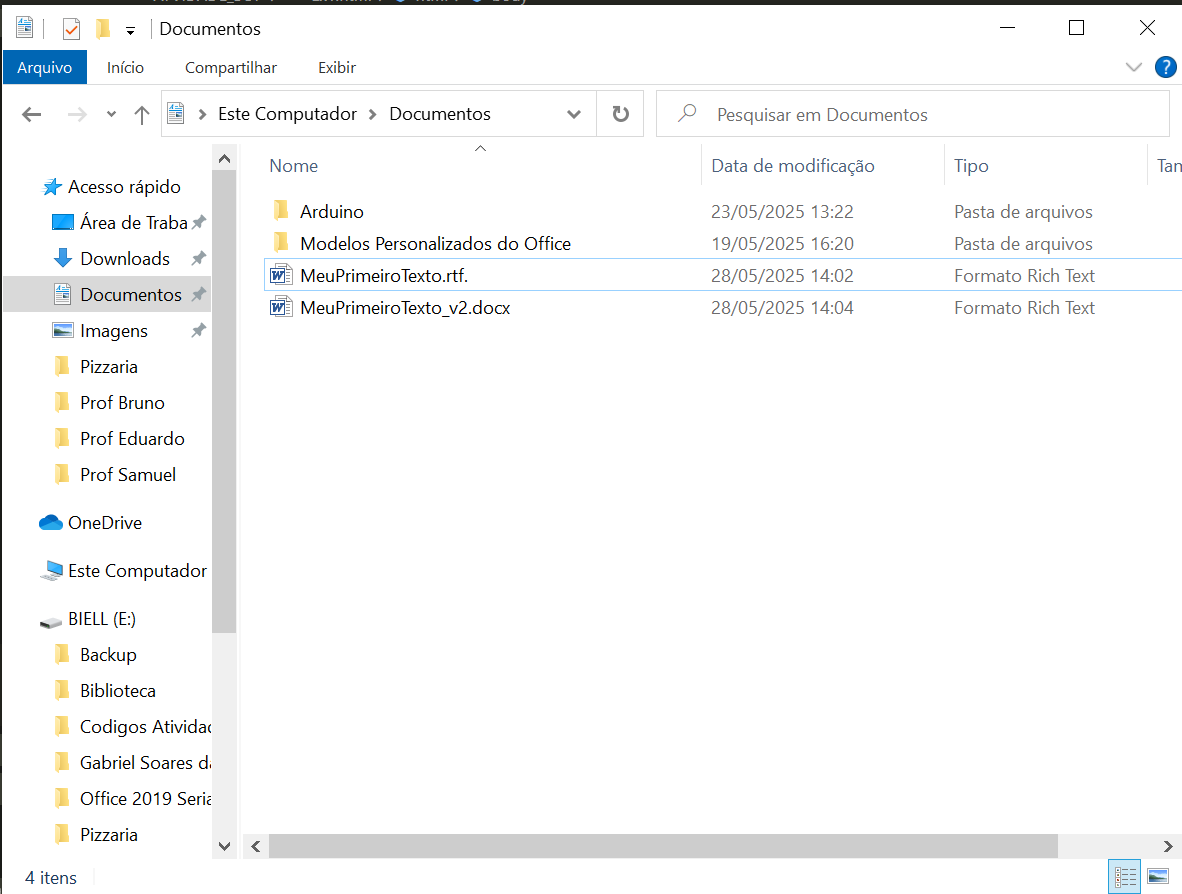 Documentos
Arquivo Início Compartilhar Exibir ?
Este Computador Documentos Pesquisar em Documentos
Nome Data de modificação Tipo Tam
Arduino 23/05/2025 13:22 Pasta de arquivos
Modelos Personalizados do Office 19/05/2025 16:20 Pasta de arquivos
MeuPrimeiroTexto.rtf. 28/05/2025 14:02 Formato Rich Text
MeuPrimeiroTexto_v2.docx 28/05/2025 14:04 Formato Rich Text
Acesso rápido
Área de Traba
Downloads
Documentos
Imagens
Pizzaria
Prof Bruno
Prof Eduardo
Prof Samuel
OneDrive
Este Computador
BIELL (E:)
Backup
Biblioteca
Codigos Ativida
Gabriel Soares d
Office 2019 Seria
Pizzaria
4 itens